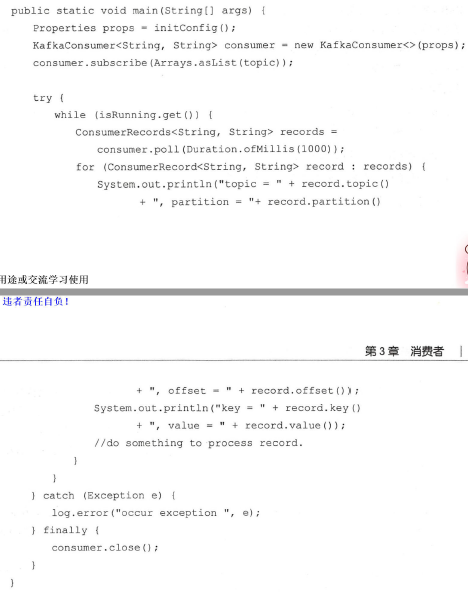 public static void main(String[] args) {
Properties props = initConfig();
KafkaConsumer<String, String> consumer = new KafkaConsumer<>(props);
consumer.subscribe(Arrays.asList(topic));
try {
while (isRunning.get()) {
ConsumerRecords<String, String> records =
consumer.poll(Duration.ofMillis(1000));
for (ConsumerRecord<String, String> record : records) {
System.out.println("topic = " + record.topic()
+ ", partition = "+ record.partition()
用途或交流学习使用
违者责任自负!
第3章 消费者 |
+ ", offset = " + record.offset());
System.out.println("key = " + record.key()
+ ", value = " + record.value());
//do something to process record.
}
}
} catch (Exception e) {
log.error("occur exception ", e);
} finally {
consumer.close();
}
}